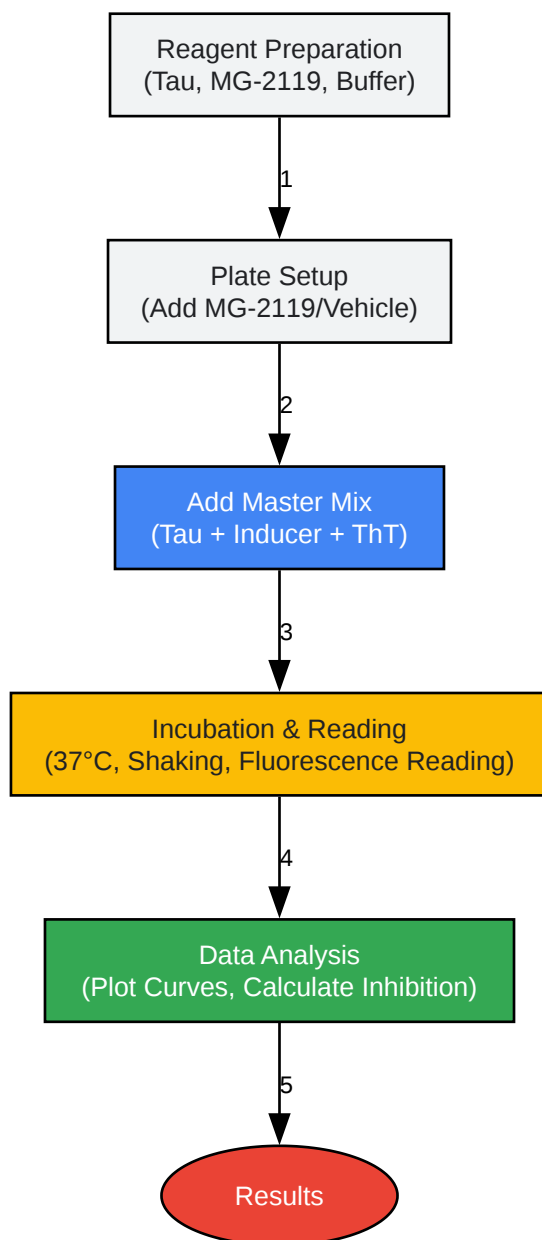 Reagent Preparation
(Tau, MG-2119, Buffer)
1
Plate Setup
(Add MG-2119/Vehicle)
2
Add Master Mix
(Tau + Inducer + ThT)
3
Incubation & Reading
(37°C, Shaking, Fluorescence Reading)
4
Data Analysis
(Plot Curves, Calculate Inhibition)
5
Results